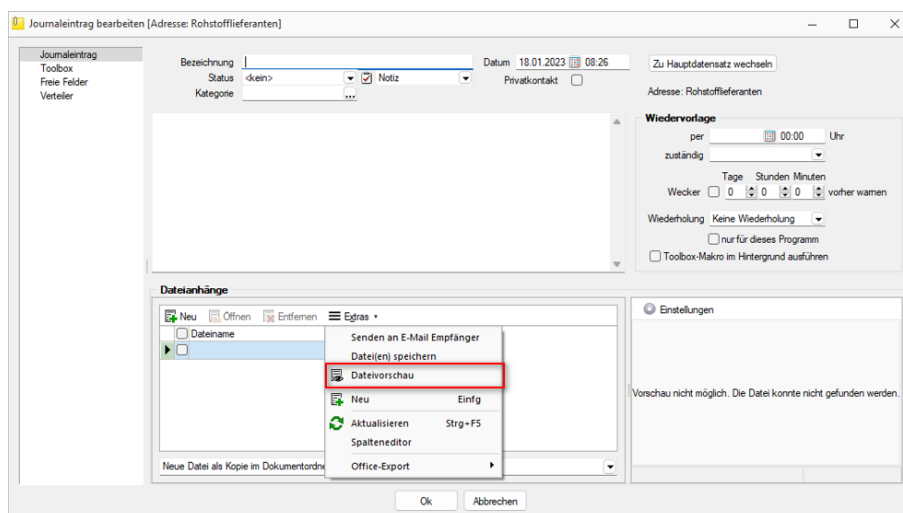 Journaleintrag bearbeiten [Adresse: Rohstofflieferanten]
Journaleintrag
Toolbox
Freie Felder
Verteiler
Bezeichnung
Datum 18.01.2023 08:26
Status <kein> Notiz
Privatkontakt
Kategorie ...
Zu Hauptdatensatz wechseln
Adresse: Rohstofflieferanten
Wiedervorlage
per 00:00 Uhr
zuständig
Tage Stunden Minuten
Wecker 0 0 0 vorher warnen
Wiederholung Keine Wiederholung
nur für dieses Programm
Toolbox-Makro im Hintergrund ausführen
Dateianhänge
Neu Öffnen Entfernen Extras
Dateiname
Senden an E-Mail Empfänger
Datei(en) speichern
Dateivorschau
Neu Einfg
Aktualisieren Strg+F5
Spalteneditor
Office-Export
Neue Datei als Kopie im Dokumentordne
Einstellungen
Vorschau nicht möglich. Die Datei konnte nicht gefunden werden.
Ok Abbrechen